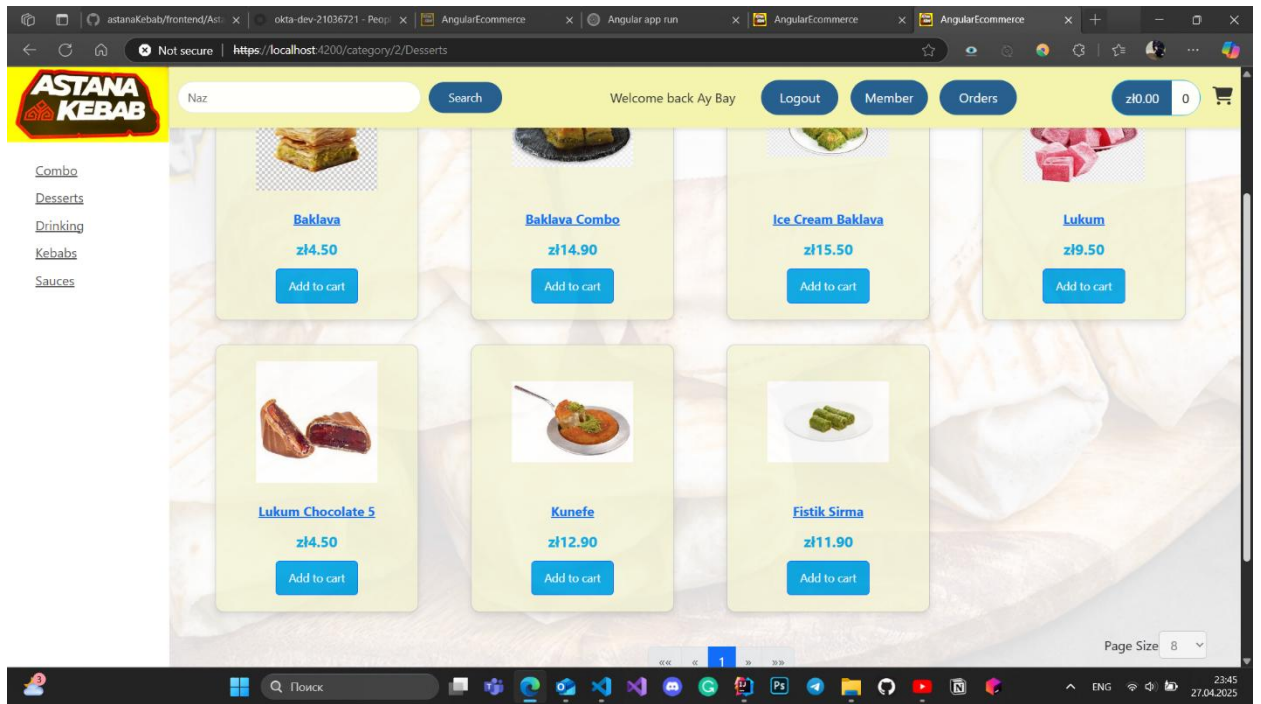 astanaKebab/frontend/Ast
okta-dev-21036721 - Peopl
AngularEcommerce
Angular app run
AngularEcommerce
AngularEcommerce
Not secure
https://localhost:4200/category/2/Desserts
ASTANA
KEBAB
Naz
Search
Welcome back Ay Bay
Logout
Member
Orders
zł0.00
0
Combo
Desserts
Drinking
Kebabs
Sauces
Baklava
Baklava Combo
Ice Cream Baklava
Lukum
zł4.50
zł14.90
zł15.50
zł9.50
Add to cart
Add to cart
Add to cart
Add to cart
Lukum Chocolate 5
Kunefe
Fistik Sirma
zł4.50
zł12.90
zł11.90
Add to cart
Add to cart
Add to cart
Page Size 8
«« « 1 » »»
3
Поиск
Ps
ENG
23:45
27.04.2025